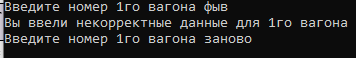 Введите номер 1го вагона фыв
Вы ввели некорректные данные для 1го вагона
Введите номер 1го вагона заново